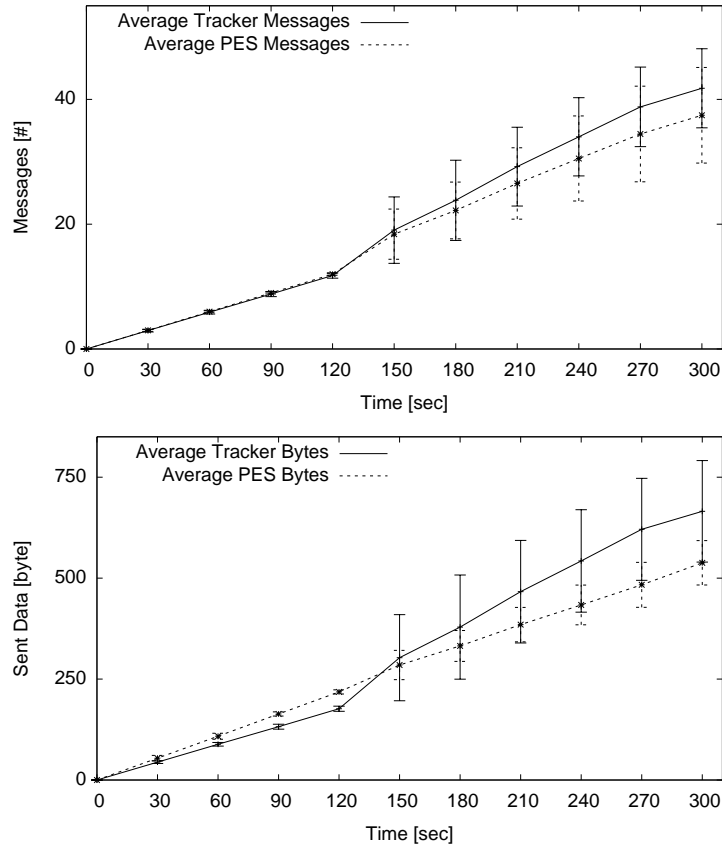 Average Tracker Messages
Average PES Messages
Messages [#]
40
20
0
0 30 60 90 120 150 180 210 240 270 300
Time [sec]
Average Tracker Bytes
Average PES Bytes
Sent Data [byte]
750
500
250
0
0 30 60 90 120 150 180 210 240 270 300
Time [sec]